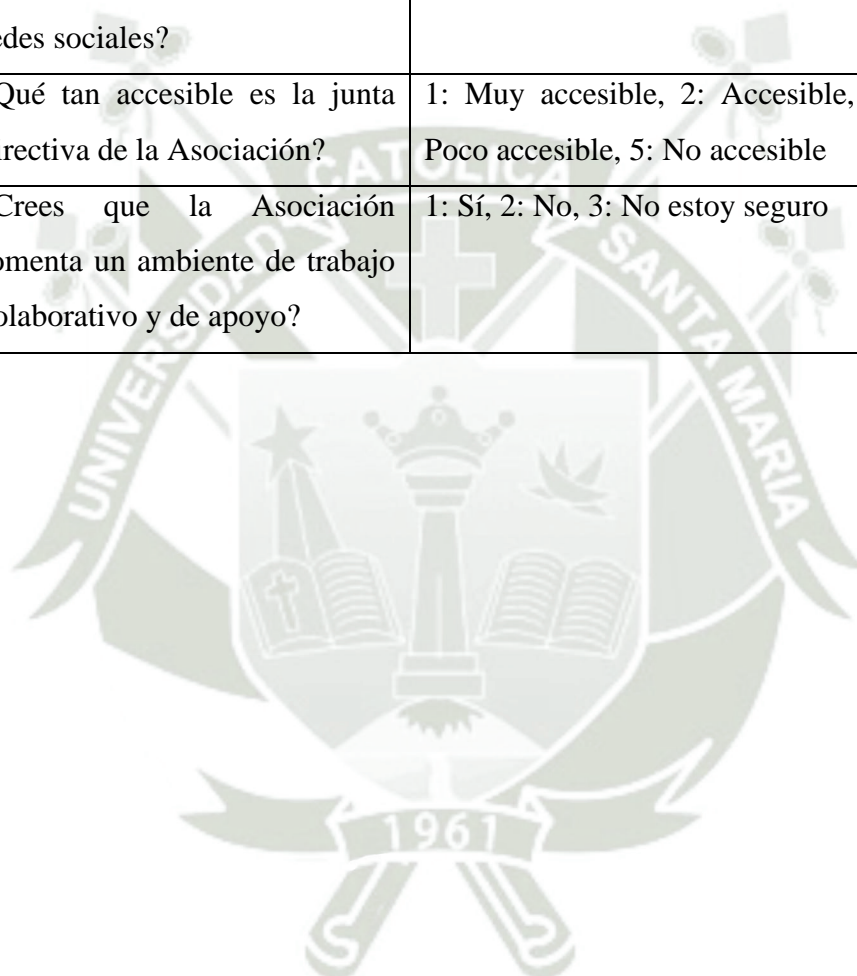 edes sociales?
Qué tan accesible es la junta
irectiva de la Asociación?
1: Muy accesible, 2: Accesible,
Poco accesible, 5: No accesible
Crees que la Asociación
omenta un ambiente de trabajo
olaborativo y de apoyo?
1: Sí, 2: No, 3: No estoy seguro
UNIVERSIDAD CATOLICA SANTA MARIA
1961